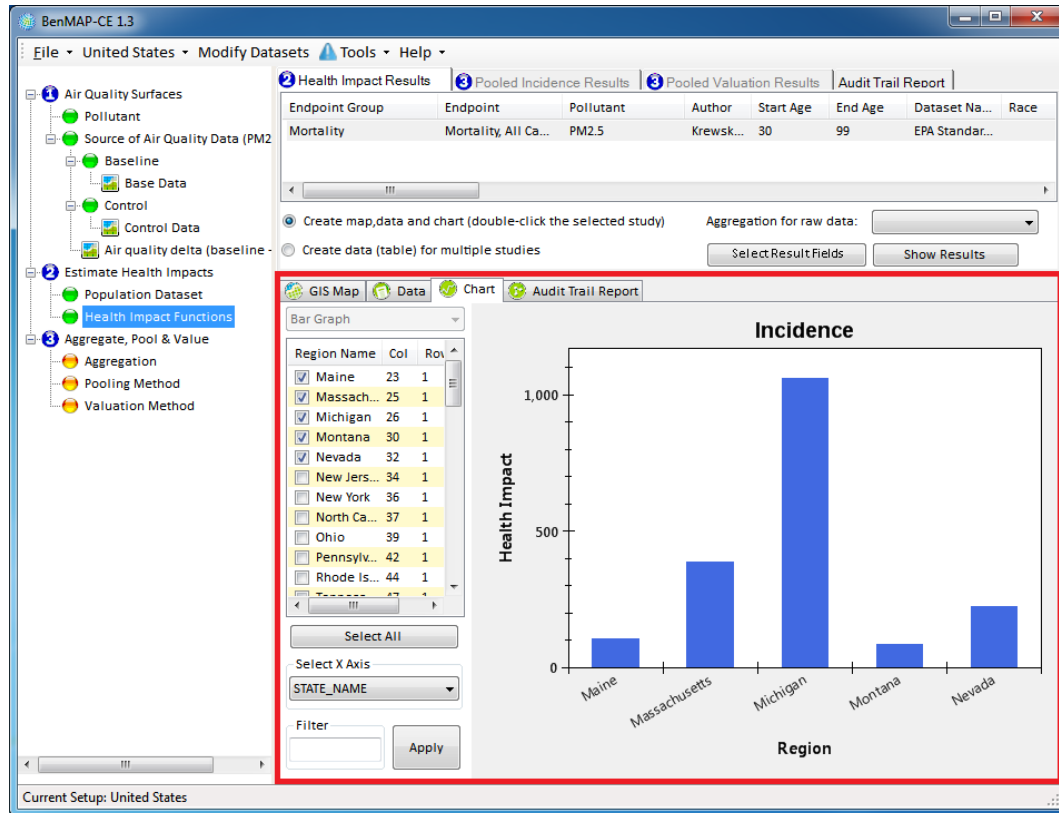 BenMAP-CE 1.3
File United States Modify Datasets Tools Help
1 Air Quality Surfaces
Pollutant
Source of Air Quality Data (PM2
Baseline
Base Data
Control
Control Data
Air quality delta (baseline -
2 Estimate Health Impacts
Population Dataset
Health Impact Functions
3 Aggregate, Pool & Value
Aggregation
Pooling Method
Valuation Method
2 Health Impact Results 3 Pooled Incidence Results 3 Pooled Valuation Results Audit Trail Report
Endpoint Group Endpoint Pollutant Author Start Age End Age Dataset Na... Race
Mortality Mortality, All Ca... PM2.5 Krewsk... 30 99 EPA Standar...
Create map,data and chart (double-click the selected study) Aggregation for raw data:
Create data (table) for multiple studies Select Result Fields Show Results
GIS Map Data Chart Audit Trail Report
Bar Graph
Region Name Col Rov
Maine 23 1
Massach... 25 1
Michigan 26 1
Montana 30 1
Nevada 32 1
New Jers... 34 1
New York 36 1
North Ca... 37 1
Ohio 39 1
Pennsylv... 42 1
Rhode Is... 44 1
Select All
Select X Axis
STATE_NAME
Filter
Apply
Incidence
Health Impact
1,000
500
0
Maine Massachusetts Michigan Montana Nevada
Region
Current Setup: United States